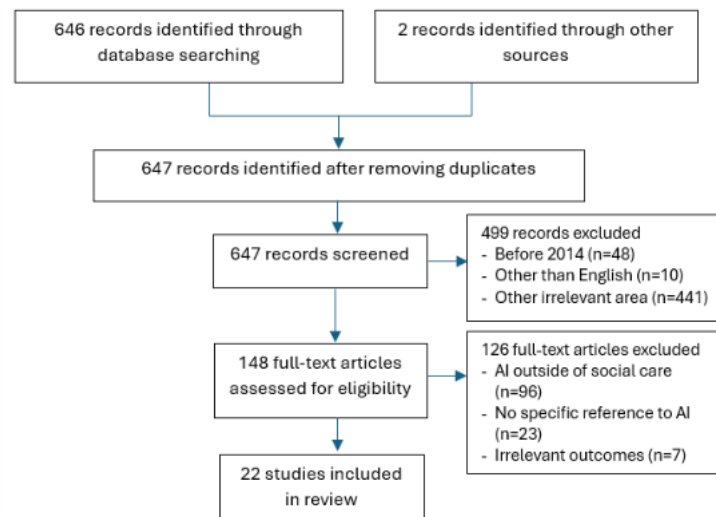 646 records identified through
database searching
2 records identified through other
sources
647 records identified after removing duplicates
647 records screened
499 records excluded
- Before 2014 (n=48)
- Other than English (n=10)
- Other irrelevant area (n=441)
148 full-text articles
assessed for eligibility
126 full-text articles excluded
- AI outside of social care
(n=96)
- No specific reference to AI
(n=23)
- Irrelevant outcomes (n=7)
22 studies included
in review